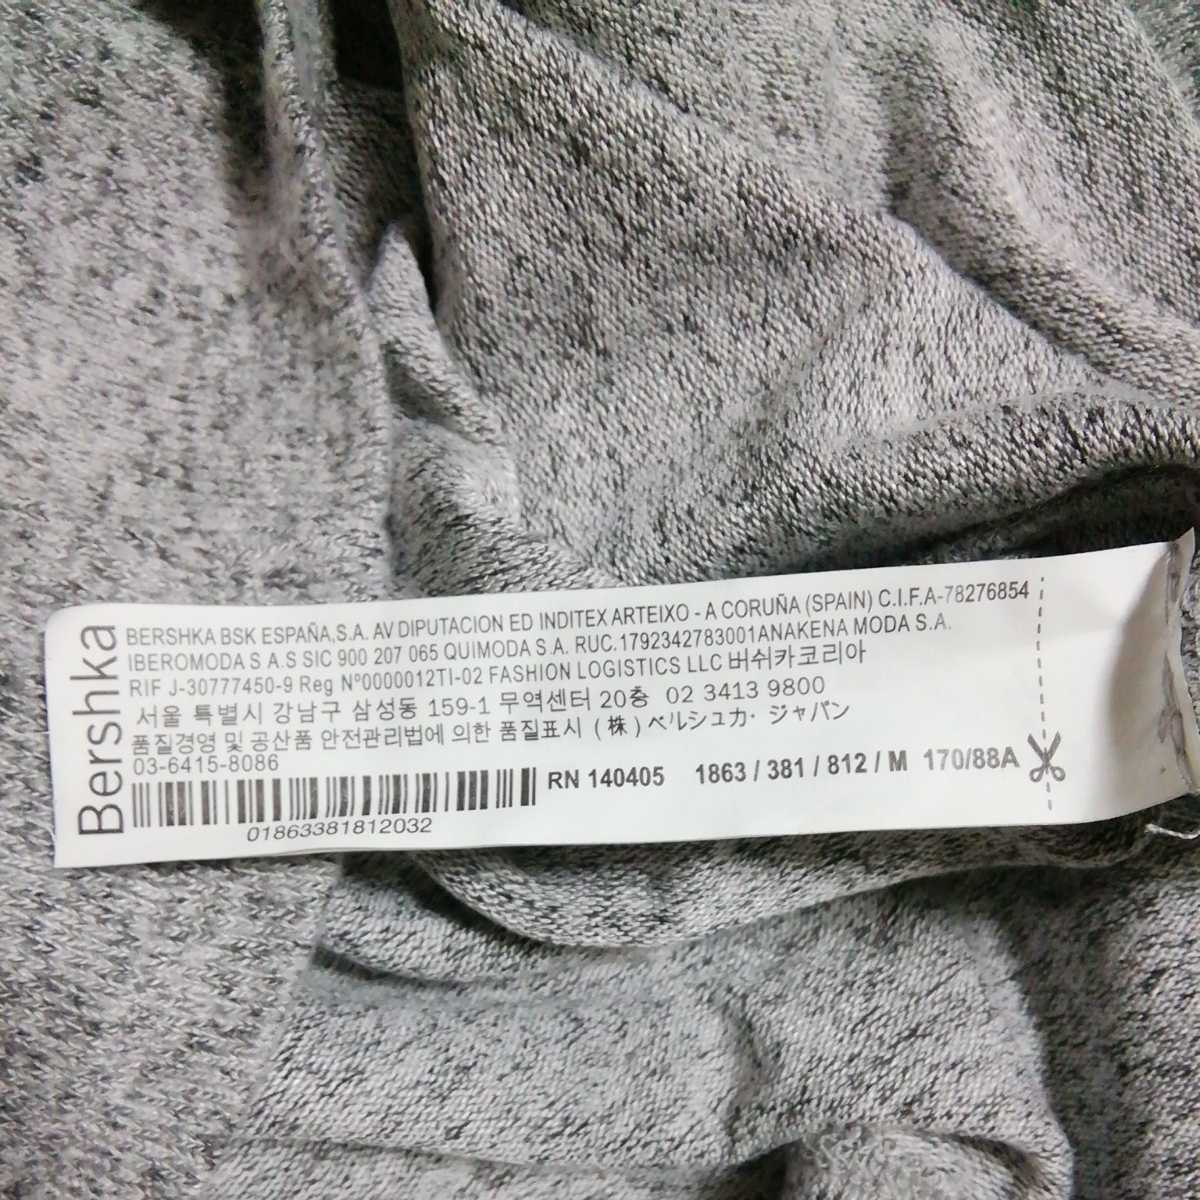 Bershka
BERSHKA BSK ESPAÑA,S.A. AV DIPUTACION ED INDITEX ARTEIXO - A CORUÑA (SPAIN) C.I.F.A-78276854
IBEROMODA S A.S SIC 900 207 065 QUIMODA S.A. RUC.1792342783001ANAKENA MODA S.A.
RIF J-30777450-9 Reg Nº0000012TI-02 FASHION LOGISTICS LLC 버쉬카코리아
서울 특별시 강남구 삼성동 159-1 무역센터 20층 02 3413 9800
품질경영 및 공산품 안전관리법에 의한 품질표시 (株) ベルシュカ・ジャパン
03-6415-8086
RN 140405 1863 / 381 / 812 / M 170/88A
01863381812032